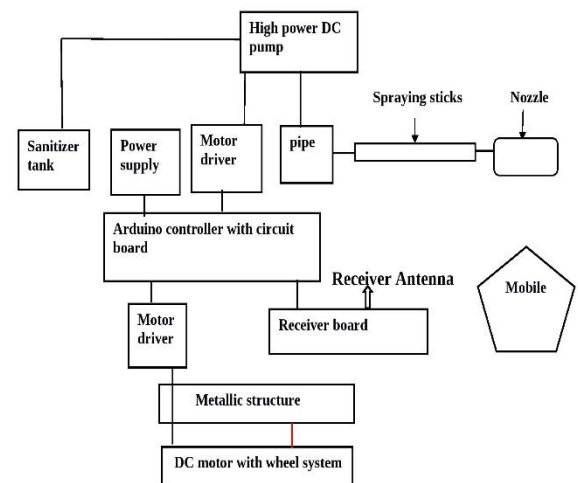 High power DC
pump
Spraying sticks
Nozzle
Sanitizer
tank
Power
supply
Motor
driver
pipe
Arduino controller with circuit
board
Receiver Antenna
Mobile
Motor
driver
Receiver board
Metallic structure
DC motor with wheel system